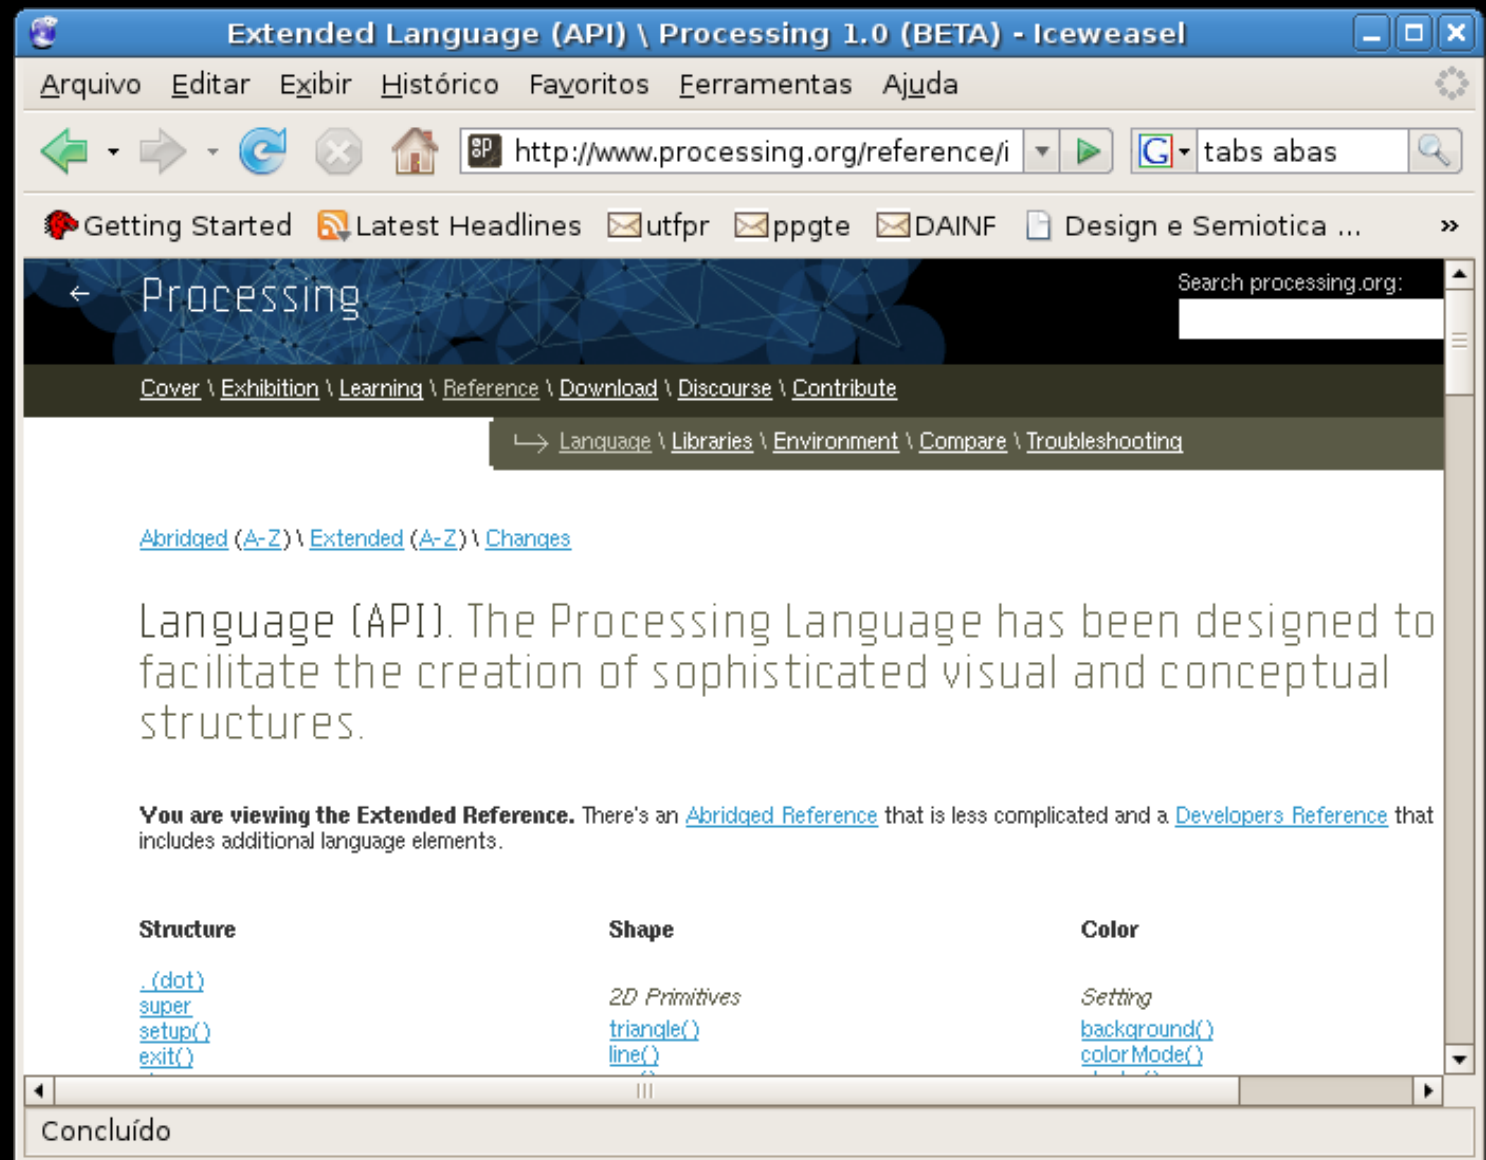 Extended Language (API) \ Processing 1.0 (BETA) - Iceweasel
Arquivo Editar Exibir Histórico Favoritos Ferramentas Ajuda
http://www.processing.org/reference/i tabs abas
Getting Started Latest Headlines utfpr ppgte DAINF Design e Semiotica ... »
← Processing
Search processing.org:
Cover \ Exhibition \ Learning \ Reference \ Download \ Discourse \ Contribute
Language \ Libraries \ Environment \ Compare \ Troubleshooting
Abridged (A-Z) \ Extended (A-Z) \ Changes
Language (API). The Processing Language has been designed to
facilitate the creation of sophisticated visual and conceptual
structures.
You are viewing the Extended Reference. There's an Abridged Reference that is less complicated and a Developers Reference that
includes additional language elements.
Structure
. (dot)
super
setup()
exit()
Shape
2D Primitives
triangle()
line()
Color
Setting
background()
colorMode()
Concluído